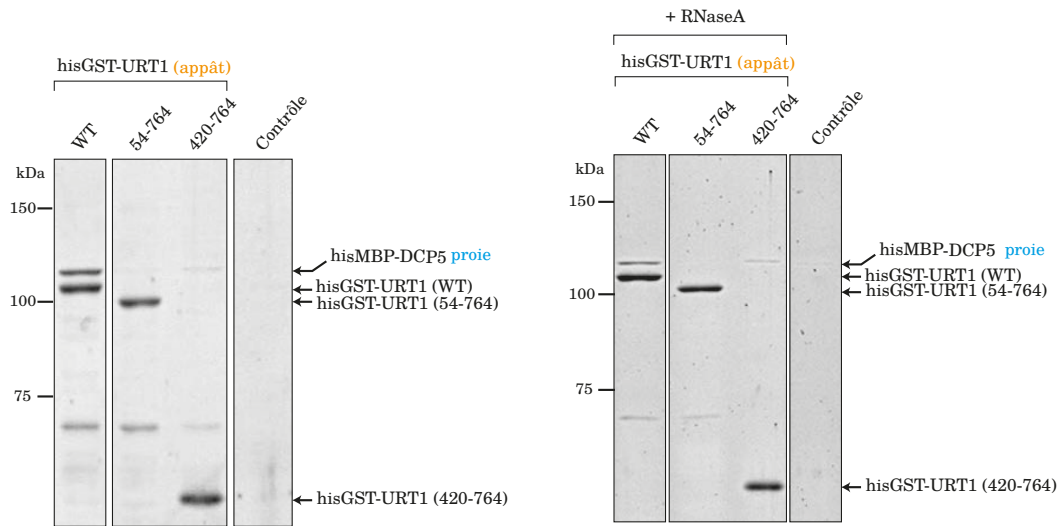 hisGST-URT1 (appât)
WT
54-764
420-764
Contrôle
kDa
150
100
75
hisMBP-DCP5 proie
hisGST-URT1 (WT)
hisGST-URT1 (54-764)
hisGST-URT1 (420-764)
+ RNaseA
hisGST-URT1 (appât)
WT
54-764
420-764
Contrôle
kDa
150
100
75
hisMBP-DCP5 proie
hisGST-URT1 (WT)
hisGST-URT1 (54-764)
hisGST-URT1 (420-764)